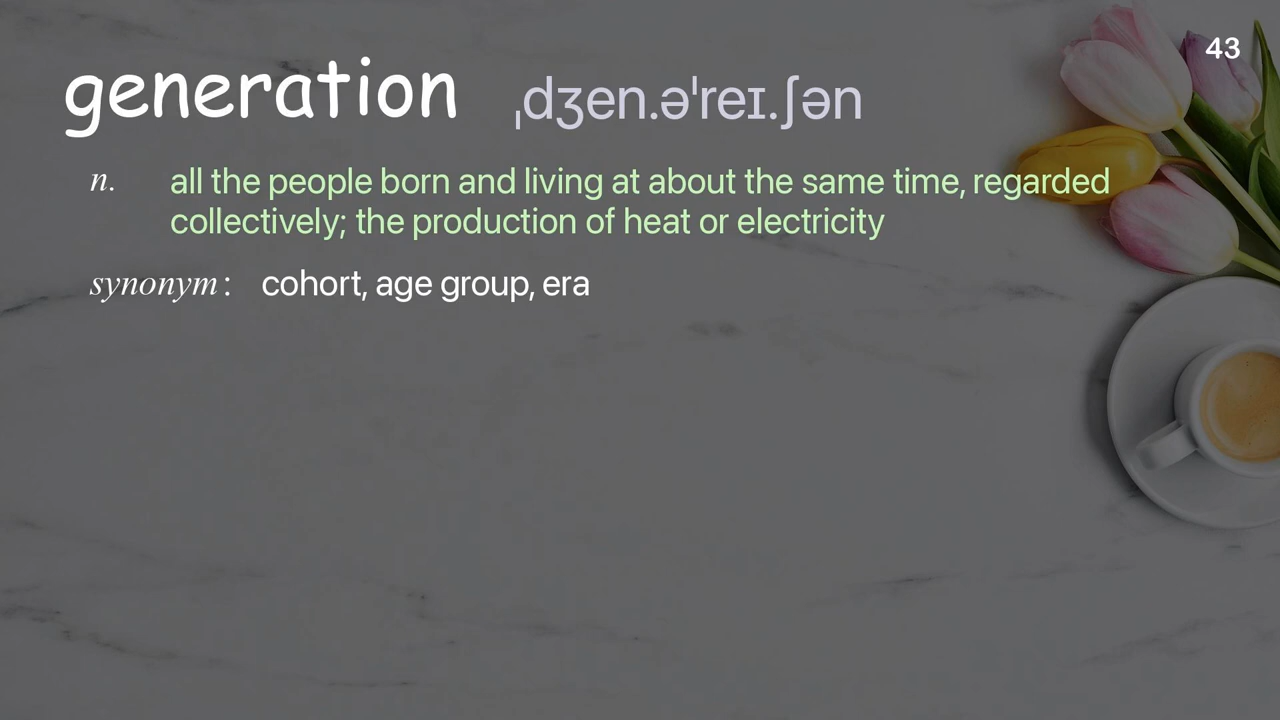 43
generation ˌdʒen.əˈreɪ.ʃən
n. all the people born and living at about the same time, regarded
collectively; the production of heat or electricity
synonym: cohort, age group, era